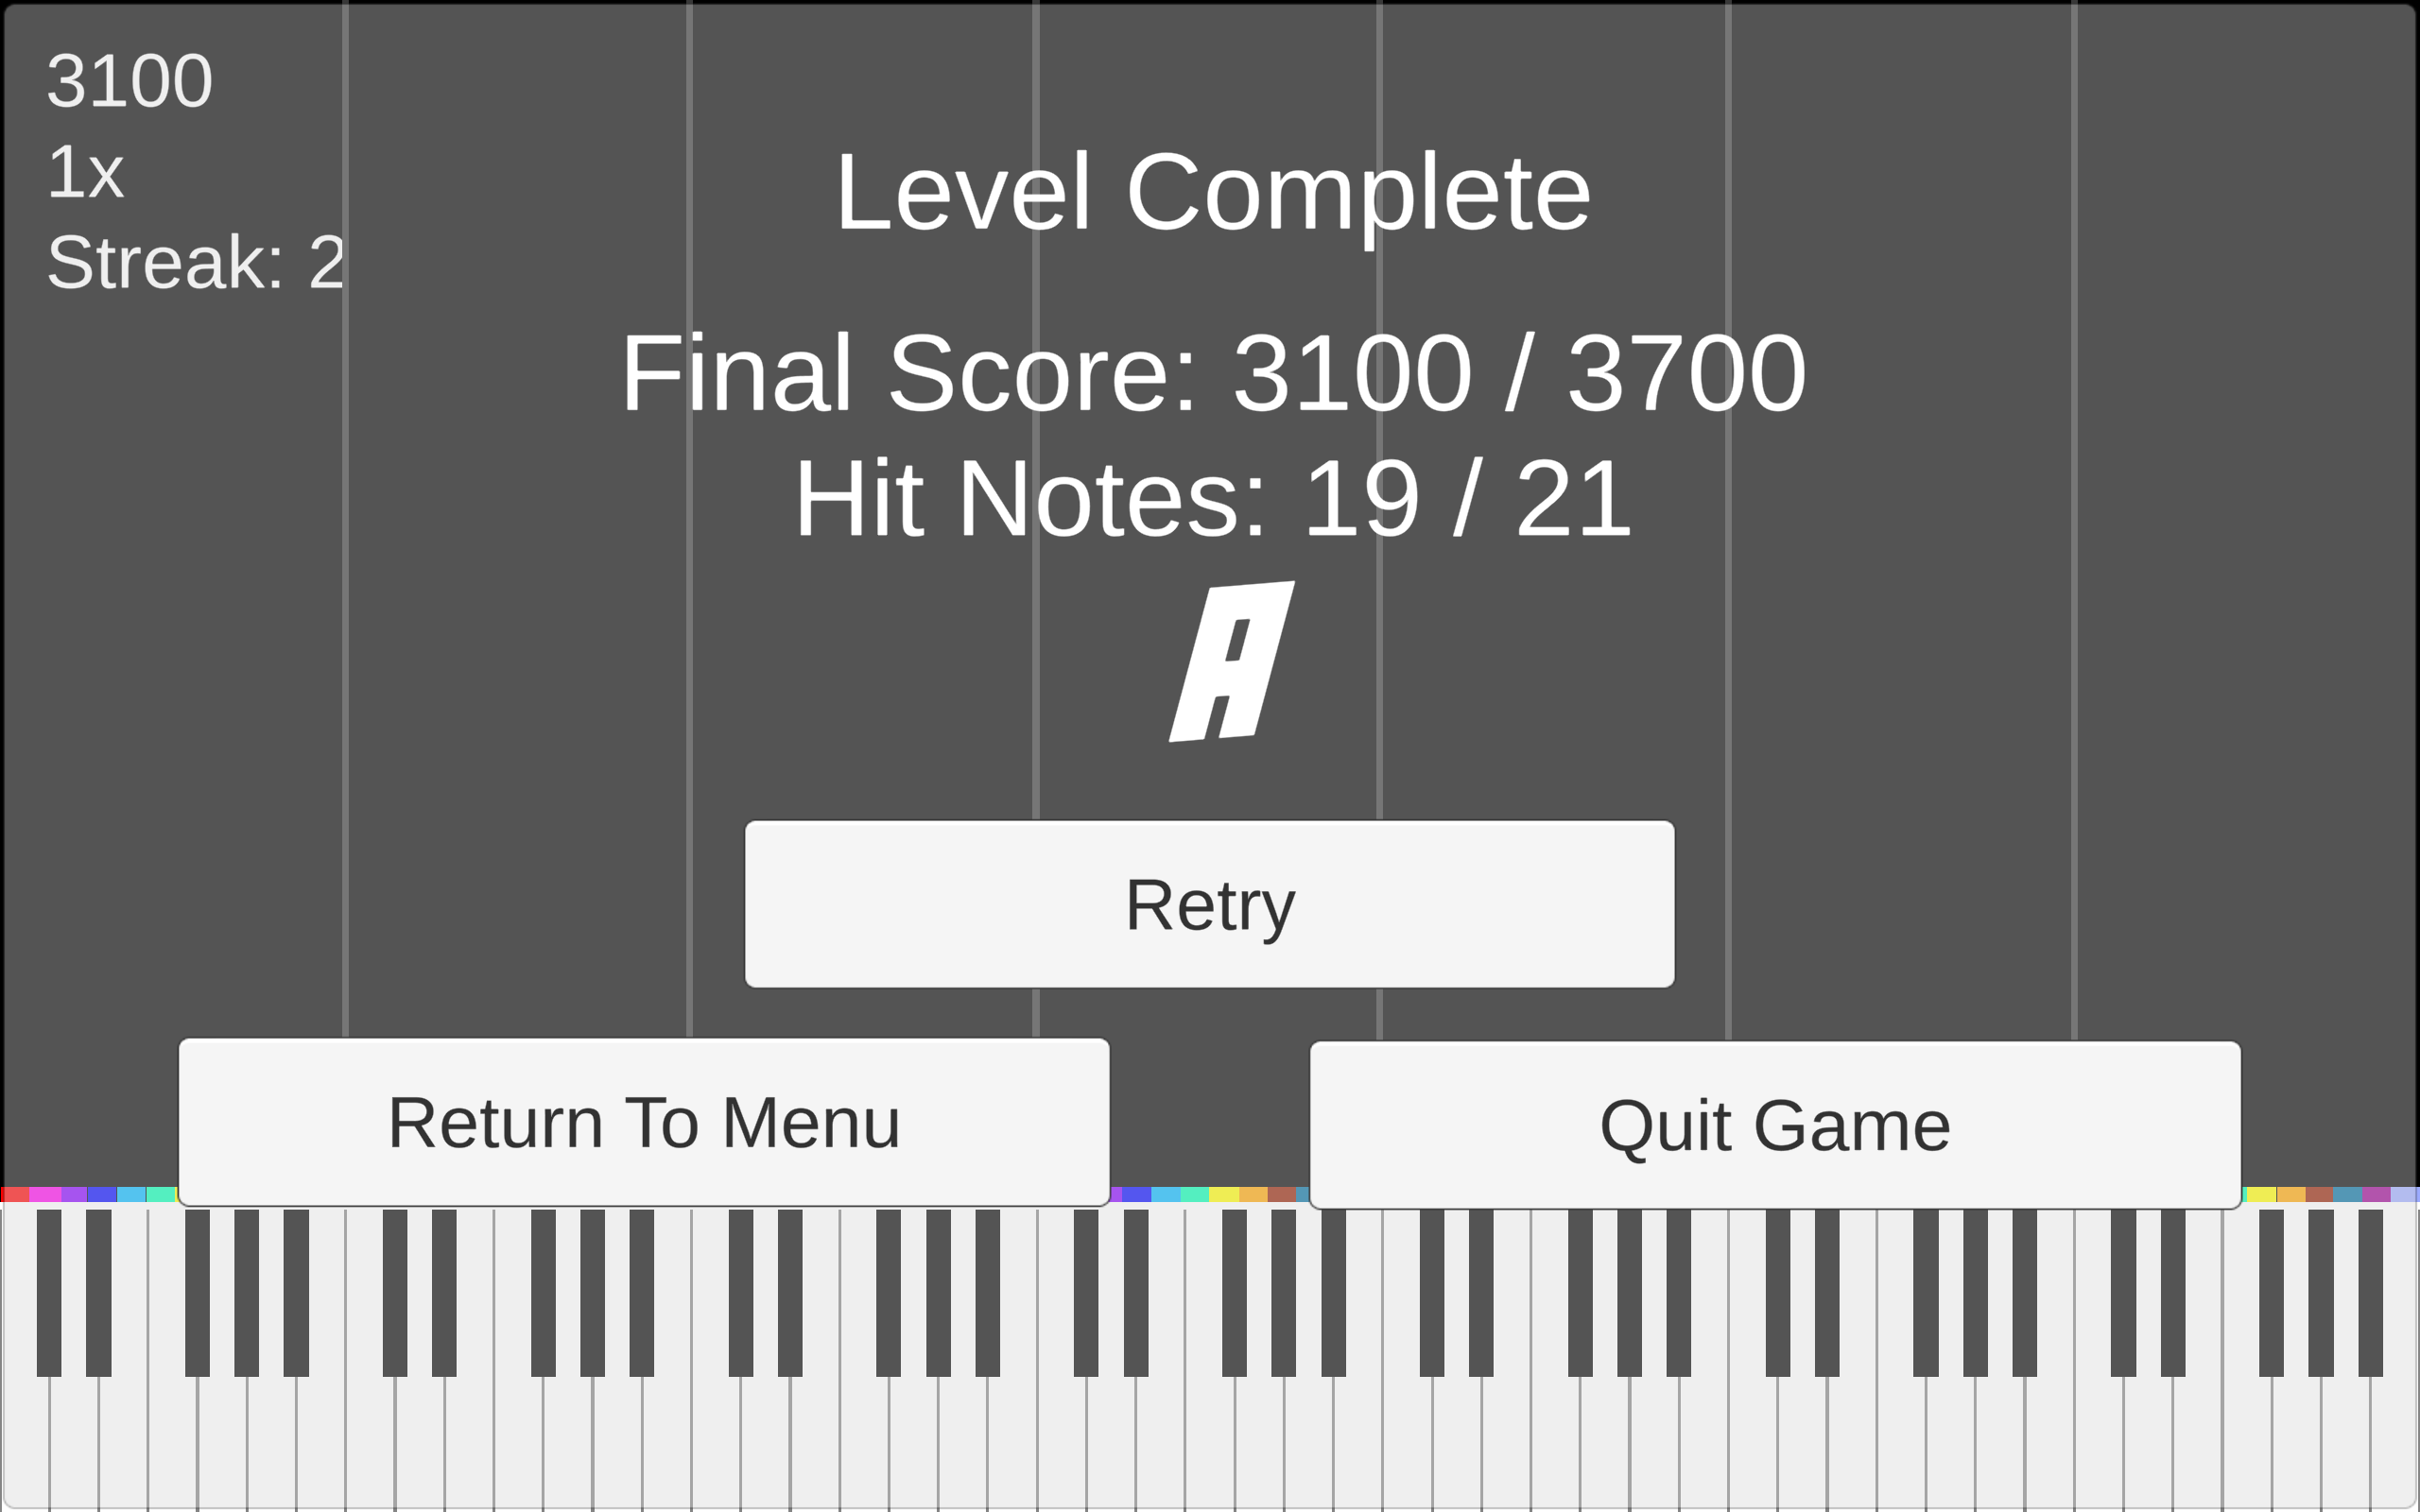 3100
1x
Streak: 2
Level Complete
Final Score: 3100 / 3700
Hit Notes: 19 / 21
A
Retry
Return To Menu
Quit Game